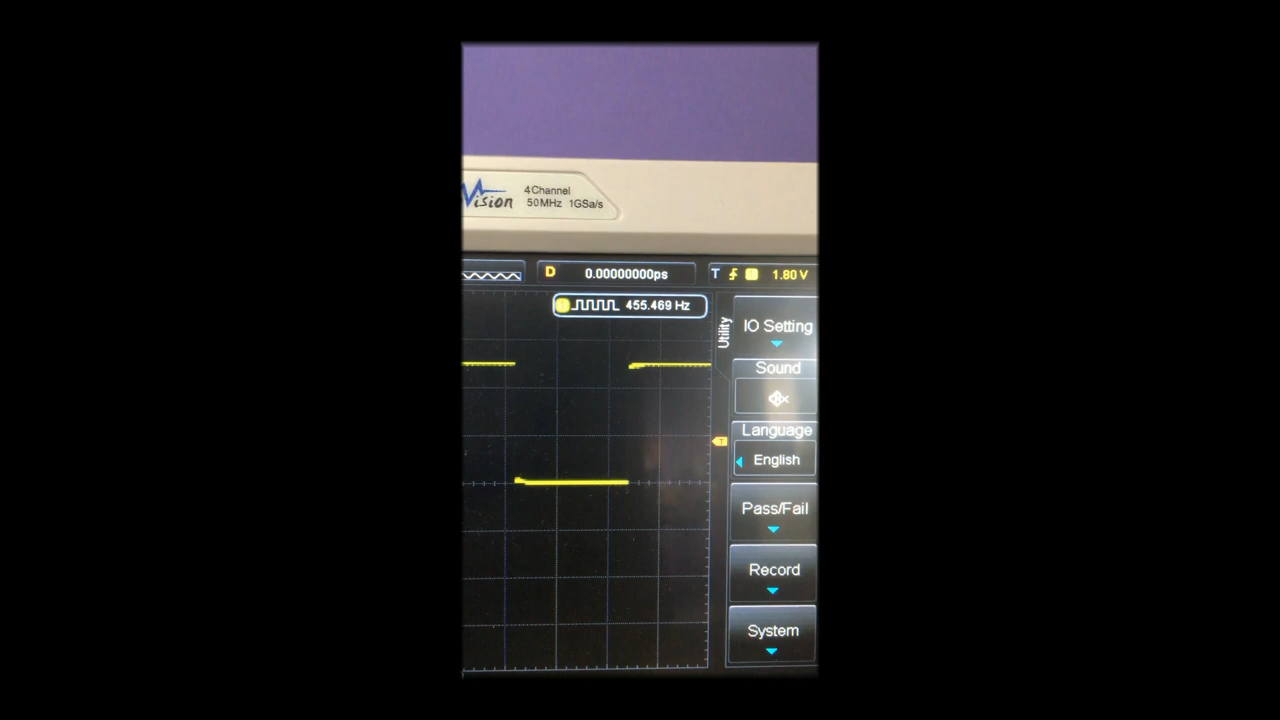 Vision
4Channel
50MHz 1GSa/s
D 0.00000000ps
T 1.80 V
455.469 Hz
Utility
IO Setting
Sound
Language
English
Pass/Fail
Record
System
T